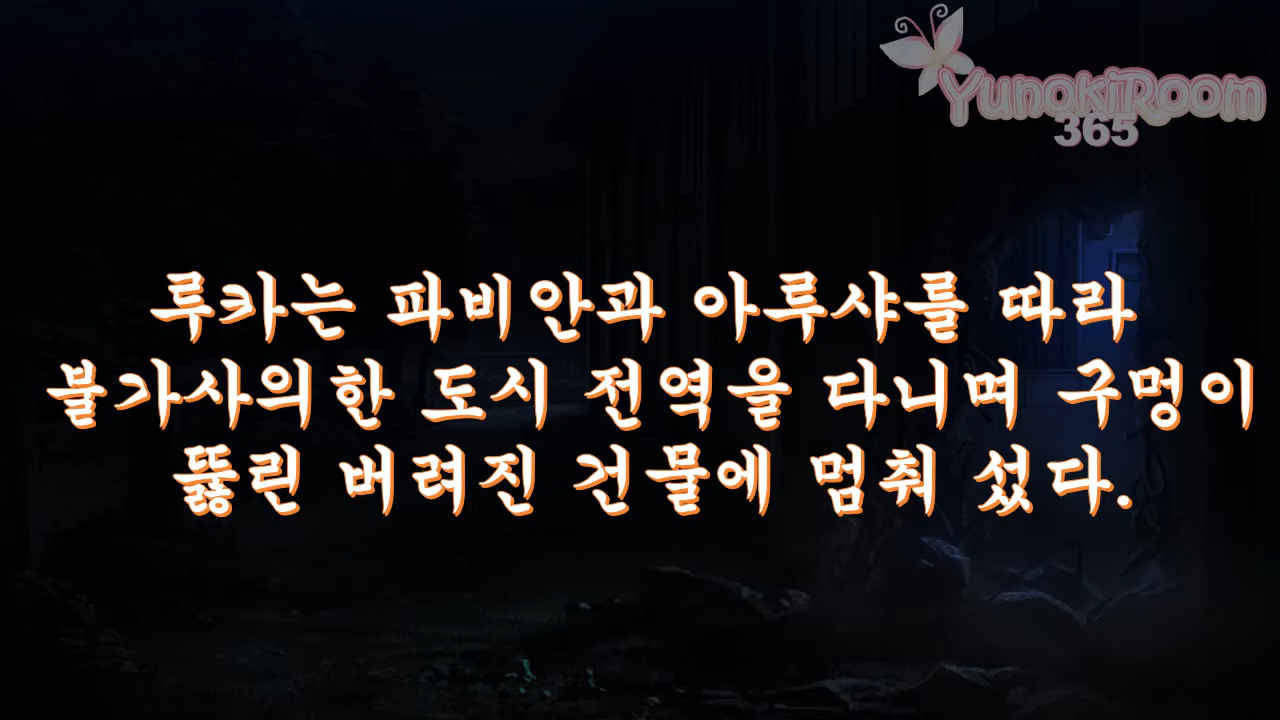 YunokiRoom
365
루카는 파비안과 아루샤를 따라
불가사의한 도시 전역을 다니며 구멍이
뚫린 버려진 건물에 멈춰 섰다.